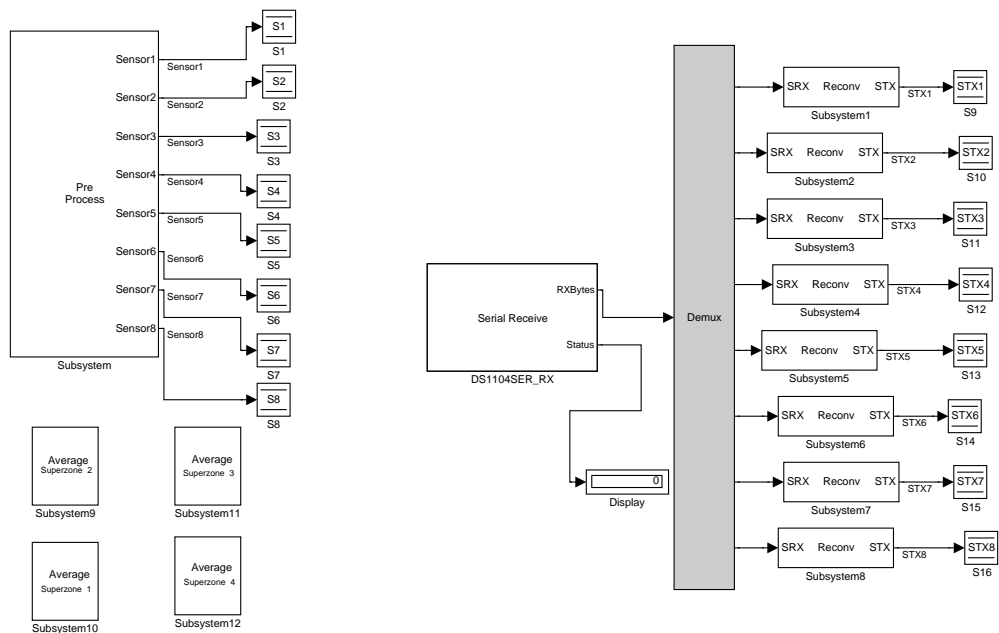 Pre
Process
Sensor1
Sensor2
Sensor3
Sensor4
Sensor5
Sensor6
Sensor7
Sensor8
Subsystem
Sensor1
Sensor2
Sensor3
Sensor4
Sensor5
Sensor6
Sensor7
Sensor8
S1
S1
S2
S2
S3
S3
S4
S4
S5
S5
S6
S6
S7
S7
S8
S8
Average
Superzone 2
Subsystem9
Average
Superzone 3
Subsystem11
Average
Superzone 1
Subsystem10
Average
Superzone 4
Subsystem12
Serial Receive
RXBytes
Status
DS1104SER_RX
0
Display
Demux
SRX Reconv STX
Subsystem1
STX1
STX1
S9
SRX Reconv STX
Subsystem2
STX2
STX2
S10
SRX Reconv STX
Subsystem3
STX3
STX3
S11
SRX Reconv STX
Subsystem4
STX4
STX4
S12
SRX Reconv STX
Subsystem5
STX5
STX5
S13
SRX Reconv STX
Subsystem6
STX6
STX6
S14
SRX Reconv STX
Subsystem7
STX7
STX7
S15
SRX Reconv STX
Subsystem8
STX8
STX8
S16